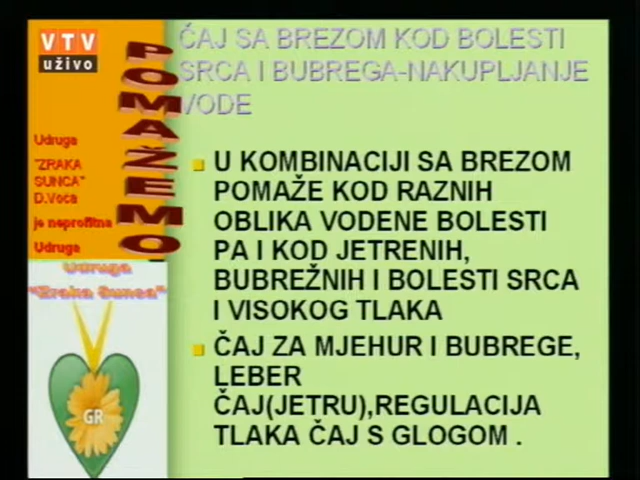 VTV
uživo
POMAŽEMO
Udruga
"ZRAKA
SUNCA"
D.Voća
je neprofitna
Udruga
Udruga
"Zraka Sunca"
GR
ČAJ SA BREZOM KOD BOLESTI
SRCA I BUBREGA-NAKUPLJANJE
VODE
U KOMBINACIJI SA BREZOM
POMAŽE KOD RAZNIH
OBLIKA VODENE BOLESTI
PA I KOD JETRENIH,
BUBREŽNIH I BOLESTI SRCA
I VISOKOG TLAKA
ČAJ ZA MJEHUR I BUBREGE,
LEBER
ČAJ(JETRU),REGULACIJA
TLAKA ČAJ S GLOGOM .